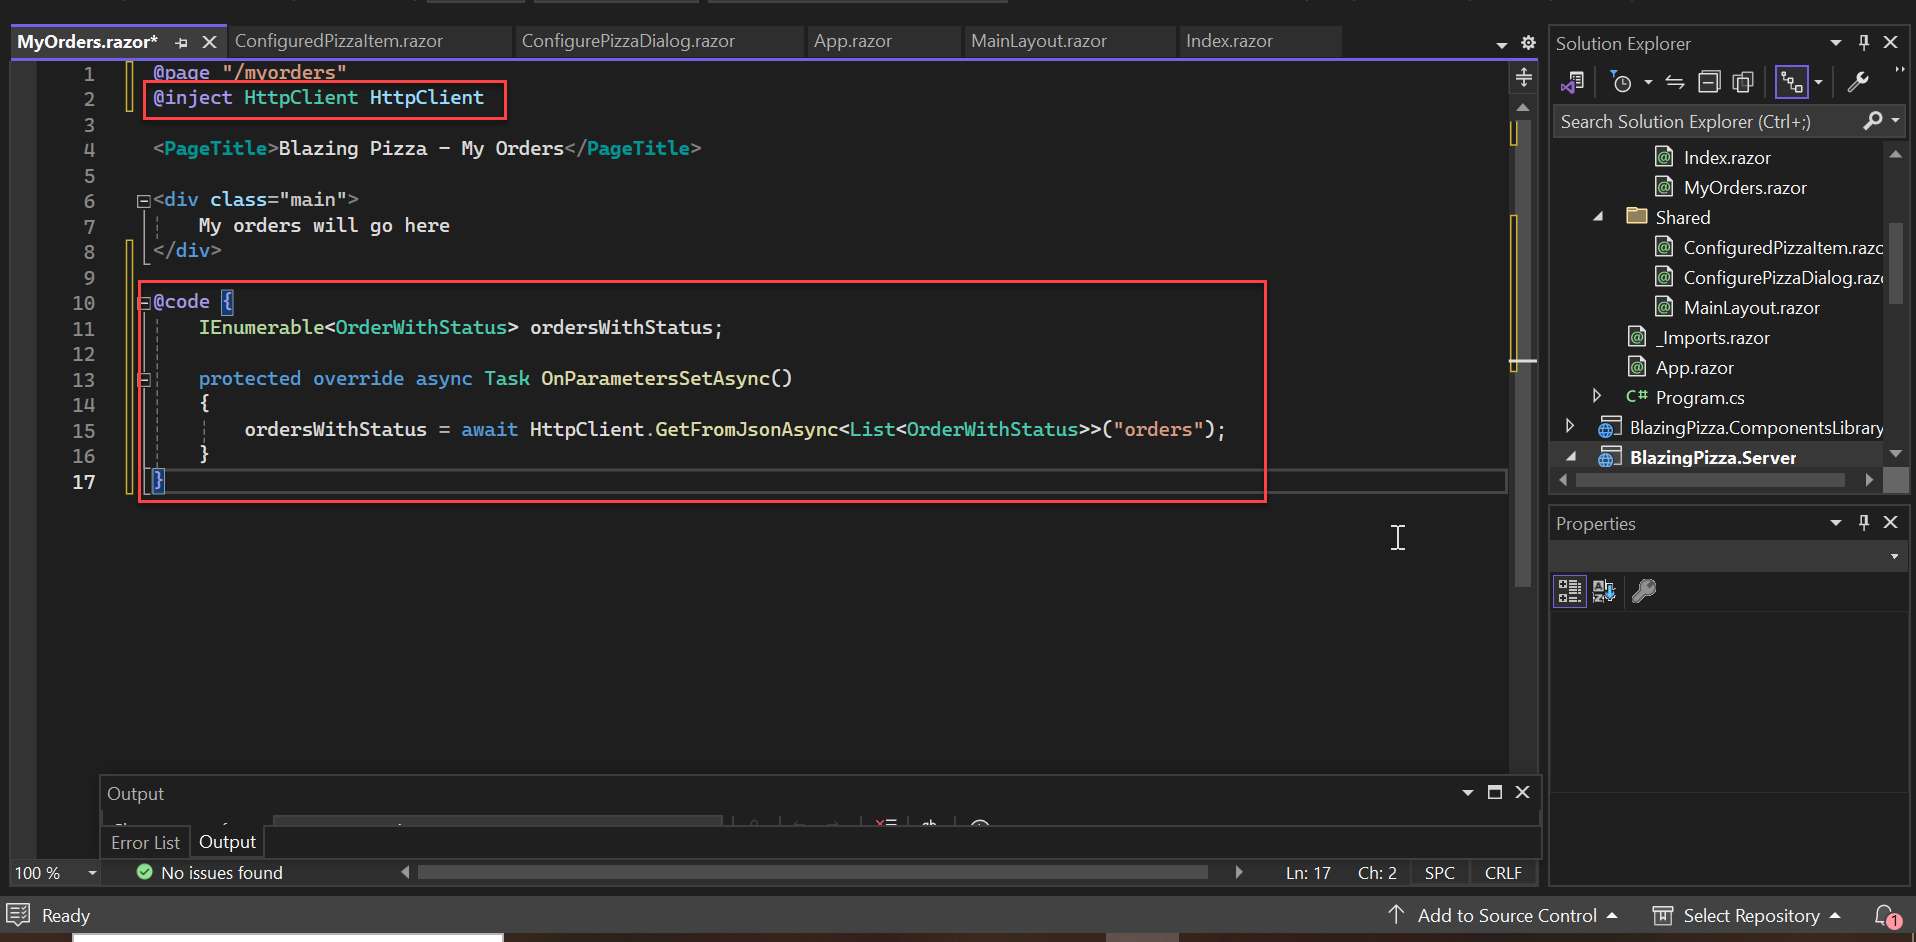 MyOrders.razor*
ConfiguredPizzaItem.razor
ConfigurePizzaDialog.razor
App.razor
MainLayout.razor
Index.razor
1 @page "/myorders"
2 @inject HttpClient HttpClient
3
4 <PageTitle>Blazing Pizza - My Orders</PageTitle>
5
6 <div class="main">
7 My orders will go here
8 </div>
9
10 @code {
11 IEnumerable<OrderWithStatus> ordersWithStatus;
12
13 protected override async Task OnParametersSetAsync()
14 {
15 ordersWithStatus = await HttpClient.GetFromJsonAsync<List<OrderWithStatus>>("orders");
16 }
17 }
Output
Error List
Output
100 %
No issues found
Ln: 17
Ch: 2
SPC
CRLF
Solution Explorer
Search Solution Explorer (Ctrl+;)
Index.razor
MyOrders.razor
Shared
ConfiguredPizzaItem.razo
ConfigurePizzaDialog.raz
MainLayout.razor
_Imports.razor
App.razor
C# Program.cs
BlazingPizza.ComponentsLibrary
BlazingPizza.Server
Properties
Ready
Add to Source Control
Select Repository
1